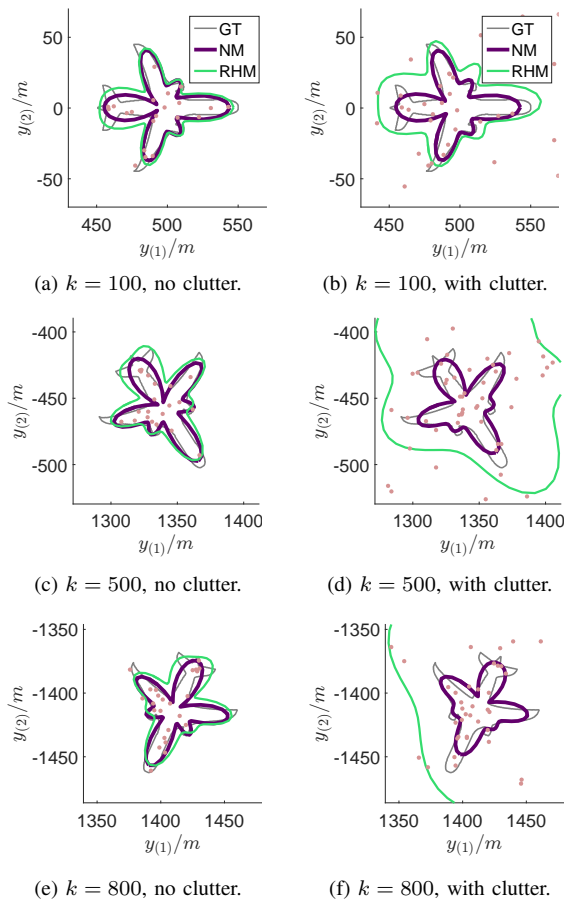 GT
NM
RHM
50
0
-50
y(2)/m
450 500 550
y(1)/m
(a) k = 100, no clutter.
GT
NM
RHM
50
0
-50
y(2)/m
450 500 550
y(1)/m
(b) k = 100, with clutter.
-400
-450
-500
y(2)/m
1300 1350 1400
y(1)/m
(c) k = 500, no clutter.
-400
-450
-500
y(2)/m
1300 1350 1400
y(1)/m
(d) k = 500, with clutter.
-1350
-1400
-1450
y(2)/m
1350 1400 1450
y(1)/m
(e) k = 800, no clutter.
-1350
-1400
-1450
y(2)/m
1350 1400 1450
y(1)/m
(f) k = 800, with clutter.